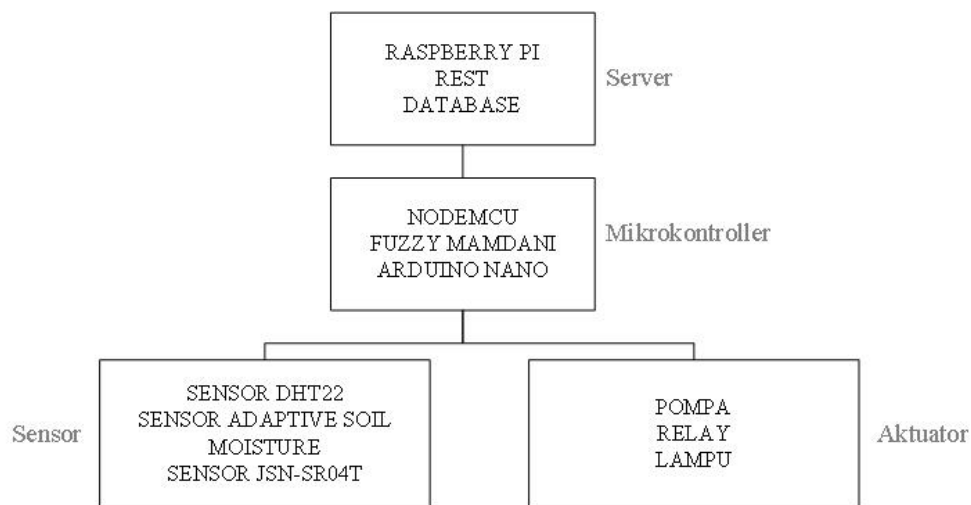 RASPBERRY PI
REST
DATABASE
Server
NODEMCU
FUZZY MAMDANI
ARDUINO NANO
Mikrokontroller
Sensor
SENSOR DHT22
SENSOR ADAPTIVE SOIL
MOISTURE
SENSOR JSN-SR04T
POMPA
RELAY
LAMPU
Aktuator